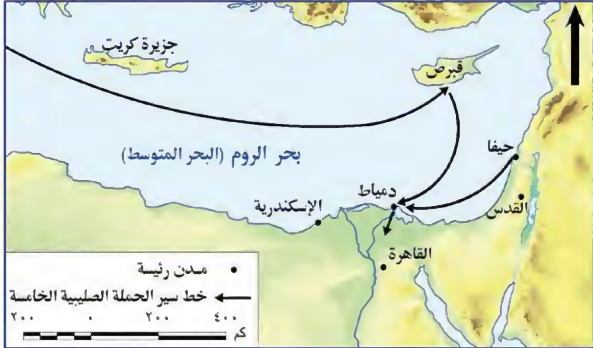 جزيرة كريت
قبرص
بحر الروم (البحر المتوسط)
حيفا
دمياط
القدس
الإسكندرية
القاهرة
مـدن رئيسة
خط سير الحملة الصليبية الخامسة
٢٠٠ ٠ ٢٠٠ ٤٠٠
كم